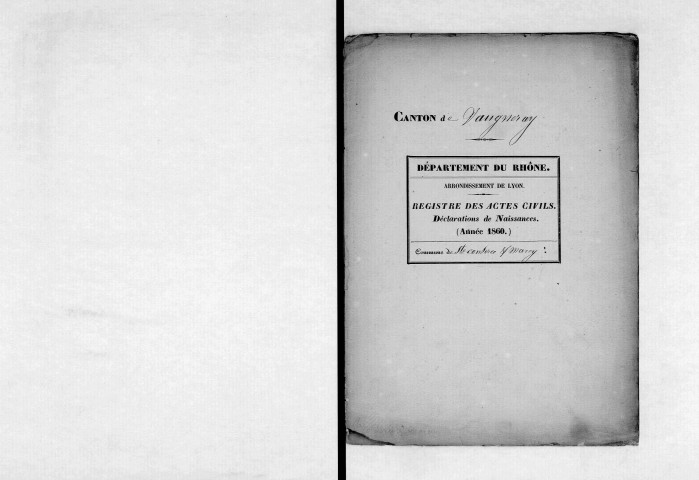 CANTON de Vaugneray
DÉPARTEMENT DU RHÔNE.
ARRONDISSEMENT DE LYON.
REGISTRE DES ACTES CIVILS.
Déclarations de Naissances.
(Année 1860.)
Commune de